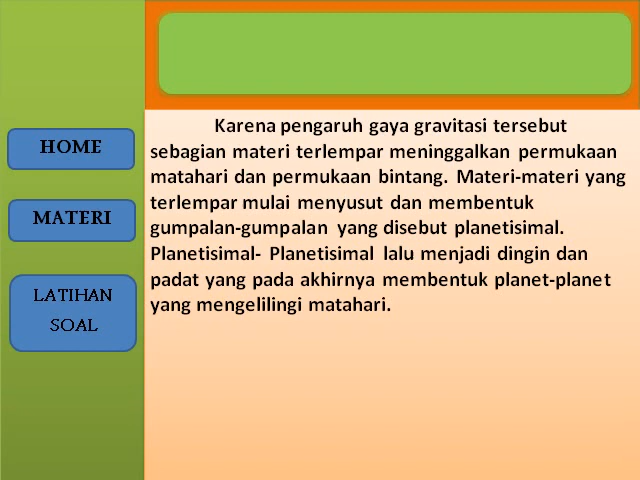 HOME
MATERI
LATIHAN
SOAL
Karena pengaruh gaya gravitasi tersebut
sebagian materi terlempar meninggalkan permukaan
matahari dan permukaan bintang. Materi-materi yang
terlempar mulai menyusut dan membentuk
gumpalan-gumpalan yang disebut planetisimal.
Planetisimal- Planetisimal lalu menjadi dingin dan
padat yang pada akhirnya membentuk planet-planet
yang mengelilingi matahari.